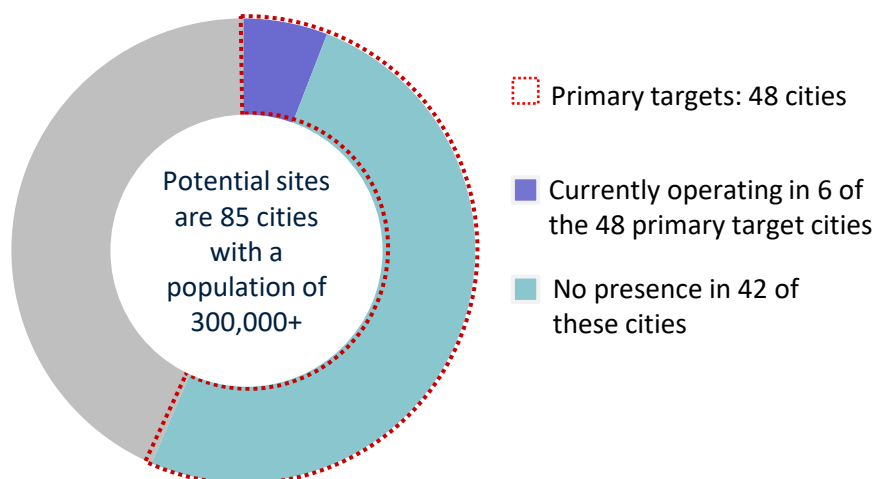 Potential sites
are 85 cities
with a
population of
300,000+
Primary targets: 48 cities
Currently operating in 6 of
the 48 primary target cities
No presence in 42 of
these cities